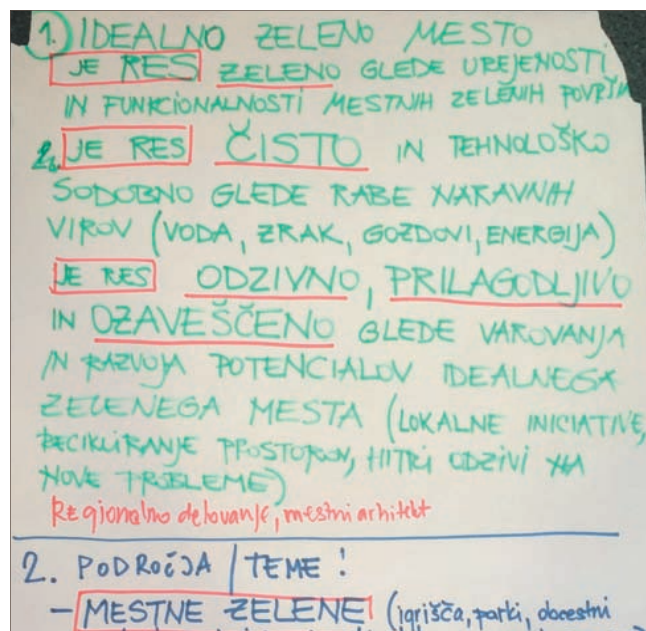 1. IDEALNO ZELENO MESTO
JE RES ZELENO GLEDE UREJENOSTI
IN FUNKCIONALNOSTI MESTNIH ZELENIH POVRŠIN
2. JE RES ČISTO IN TEHNOLOŠKO
SODOBNO GLEDE RABE NARAVNIH
VIROV (VODA, ZRAK, GOZDOVI, ENERGIJA)
JE RES ODZIVNO, PRILAGODLJIVO
IN OZAVEŠČENO GLEDE VAROVANJA
IN RAZVOJA POTENCIALOV IDEALNEGA
ZELENEGA MESTA (LOKALNE INICIATIVE,
RECIKLIRANJE PROSTOROV, HITRI ODZIVI NA
NOVE PROBLEME)
Regionalno delovanje, mestni arhitekt
2. PODROČJA / TEME !
- MESTNE ZELENE (igrišča, parki, obcestni